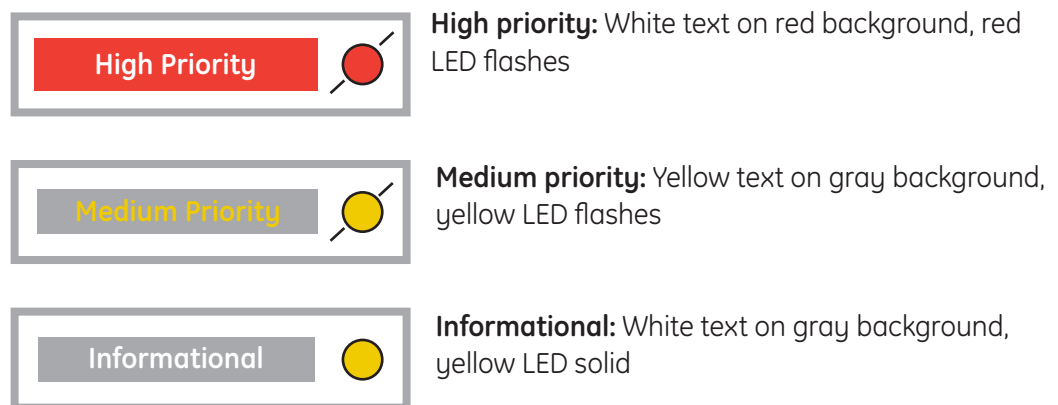 High Priority
High priority: White text on red background, red
LED flashes
Medium Priority
Medium priority: Yellow text on gray background,
yellow LED flashes
Informational
Informational: White text on gray background,
yellow LED solid